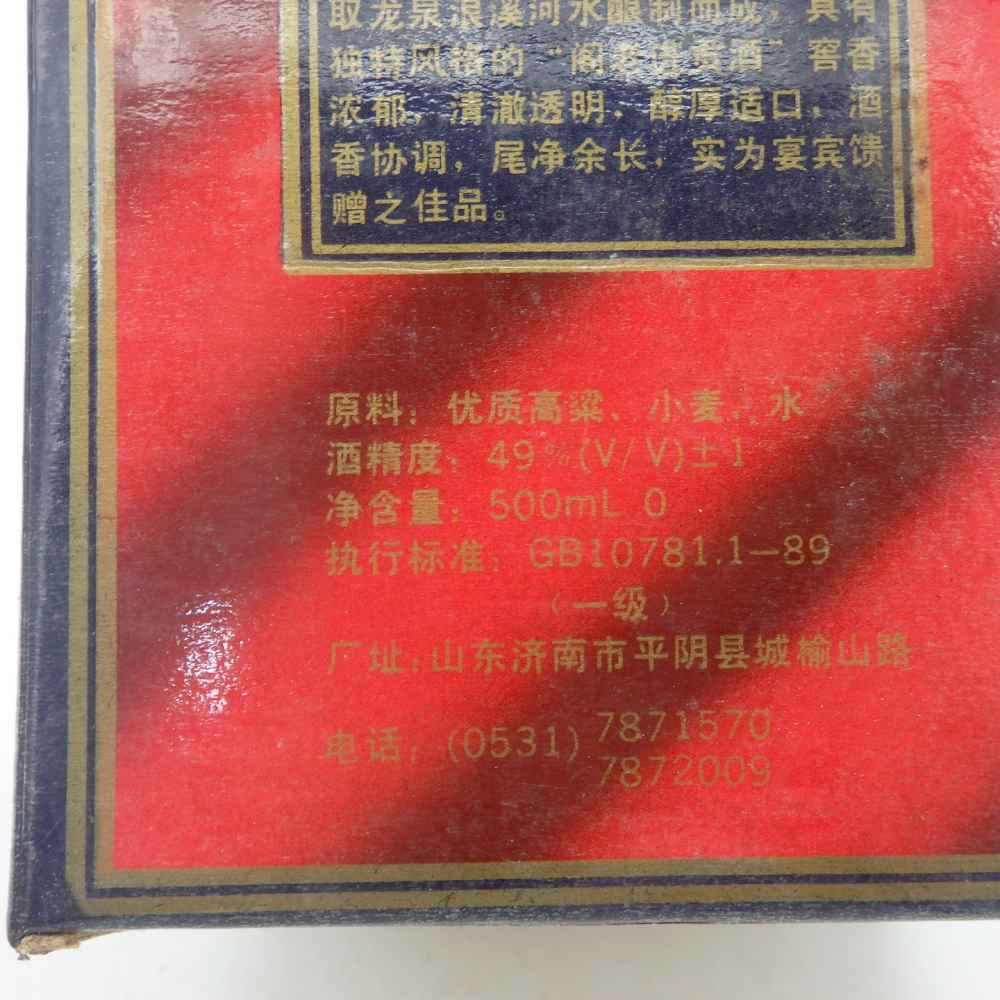 取龙泉浪溪河水酿制而成，具有
独特风格的“阁老贡酒”窖香
浓郁，清澈透明，醇厚适口，酒
香协调，尾净余长，实为宴宾馈
赠之佳品。
原料：优质高粱、小麦、水
酒精度：49%(V/V)±1
净含量：500mL 0
执行标准：GB10781.1-89
（一级）
厂址：山东济南市平阴县城榆山路
电话：(0531) 7871570
7872009